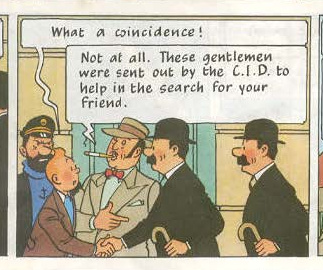 What a coincidence!
Not at all. These gentlemen
were sent out by the C.I.D. to
help in the search for your
friend.